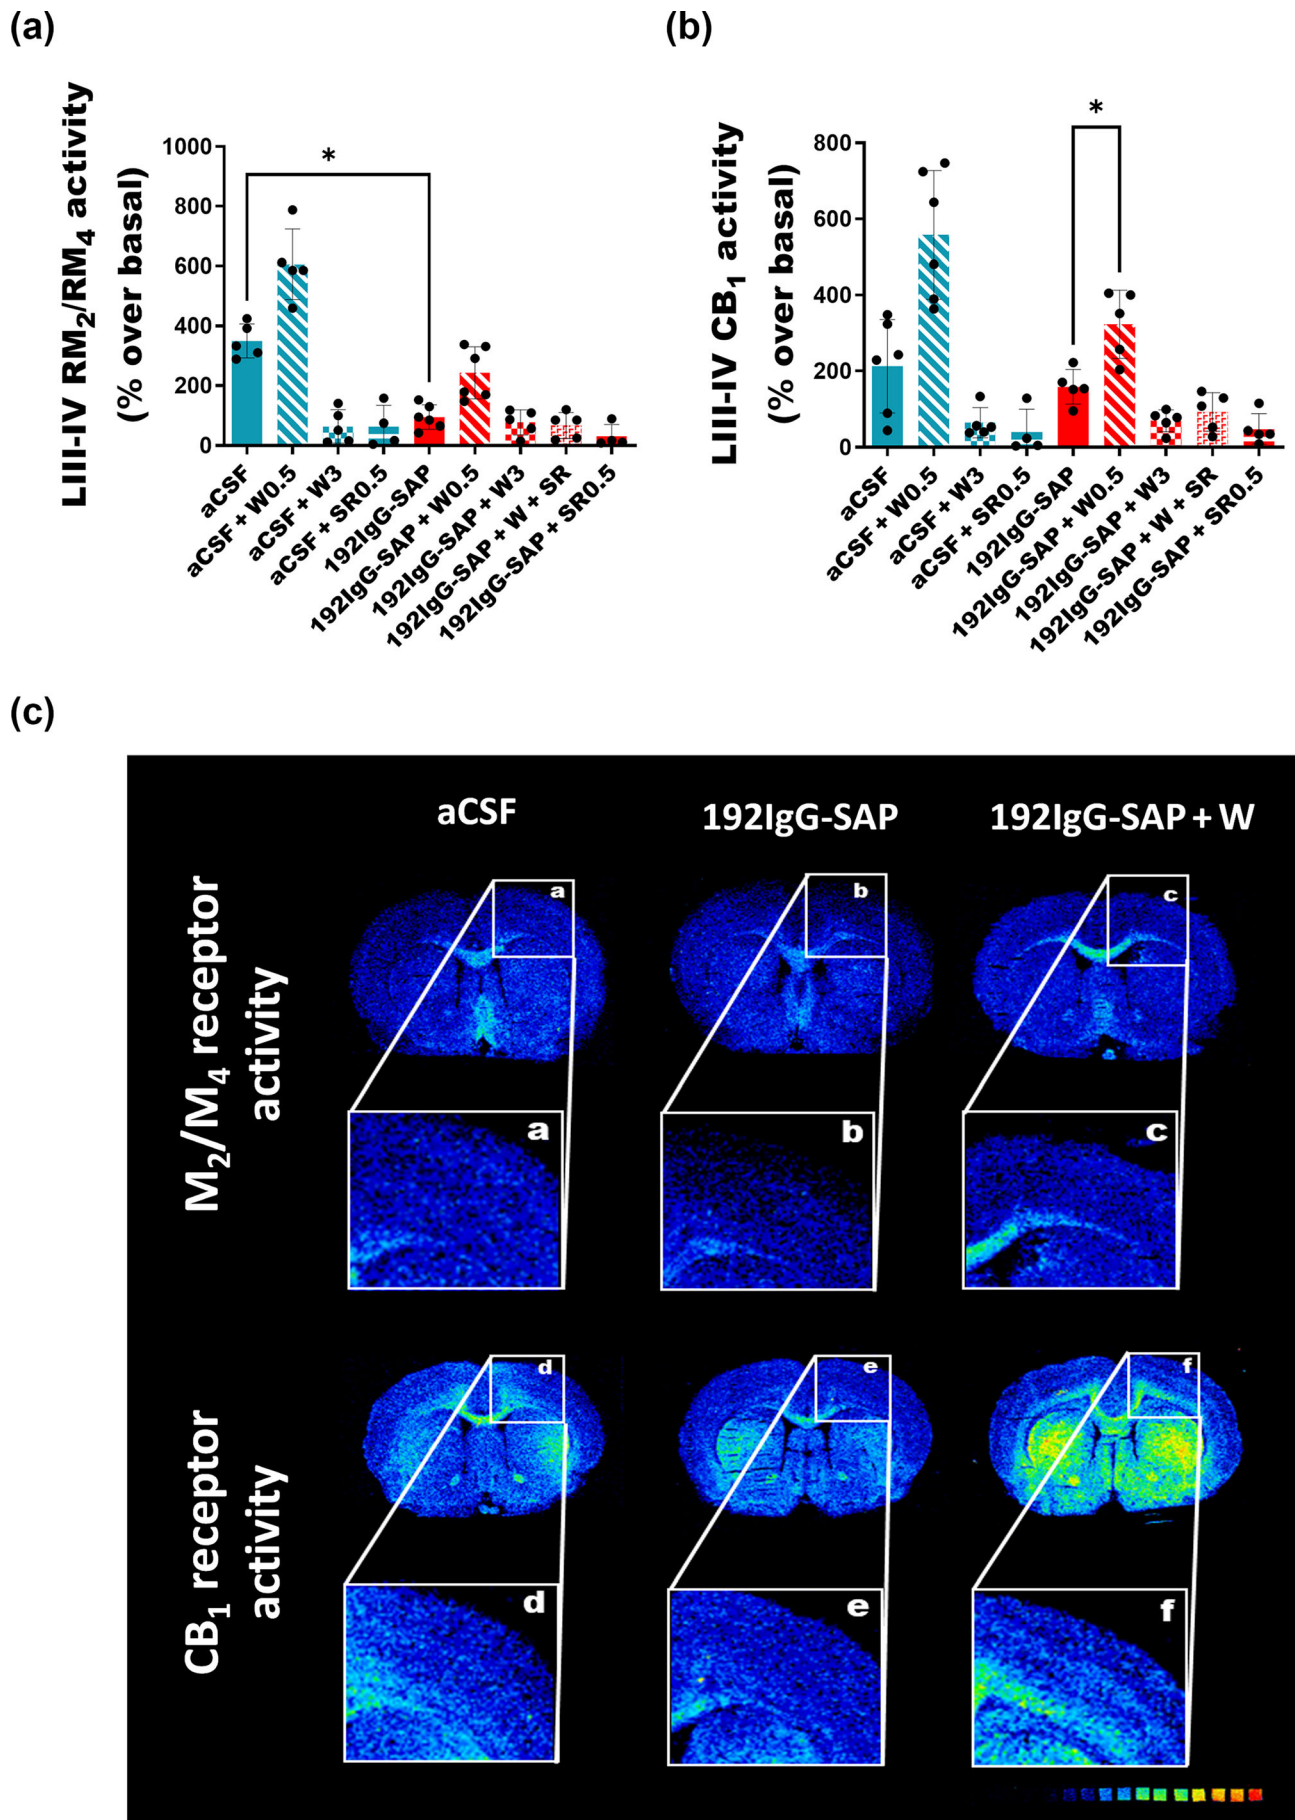 (a)
LIII-IV RM2/RM4 activity
(% over basal)
1000
800
600
400
200
0
*
aCSF
aCSF + W0.5
aCSF + W3
aCSF + SR0.5
192IgG-SAP
192IgG-SAP + W0.5
192IgG-SAP + W3
192IgG-SAP + W + SR
192IgG-SAP + SR0.5
(b)
LIII-IV CB1 activity
(% over basal)
800
600
400
200
0
*
aCSF
aCSF + W0.5
aCSF + W3
aCSF + SR0.5
192IgG-SAP
192IgG-SAP + W0.5
192IgG-SAP + W3
192IgG-SAP + W + SR
192IgG-SAP + SR0.5
(c)
aCSF
192IgG-SAP
192IgG-SAP + W
M2/M4 receptor
activity
a
b
c
a
b
c
CB1 receptor
activity
d
e
f
d
e
f